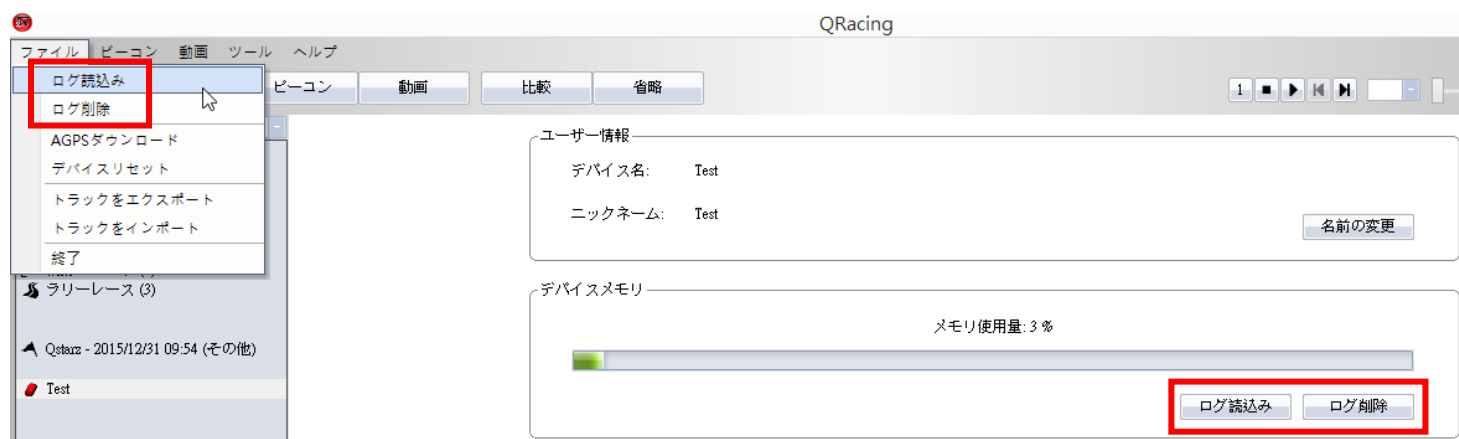 QRacing
ファイル ビーコン 動画 ツール ヘルプ
ログ読込み
ログ削除
AGPSダウンロード
デバイスリセット
トラックをエクスポート
トラックをインポート
終了
ビーコン 動画 比較 省略 1
ラリーレース (3)
Qstarz - 2015/12/31 09:54 (その他)
Test
ユーザー情報
デバイス名: Test
ニックネーム: Test
名前の変更
デバイスメモリ
メモリ使用量: 3 %
ログ読込み ログ削除